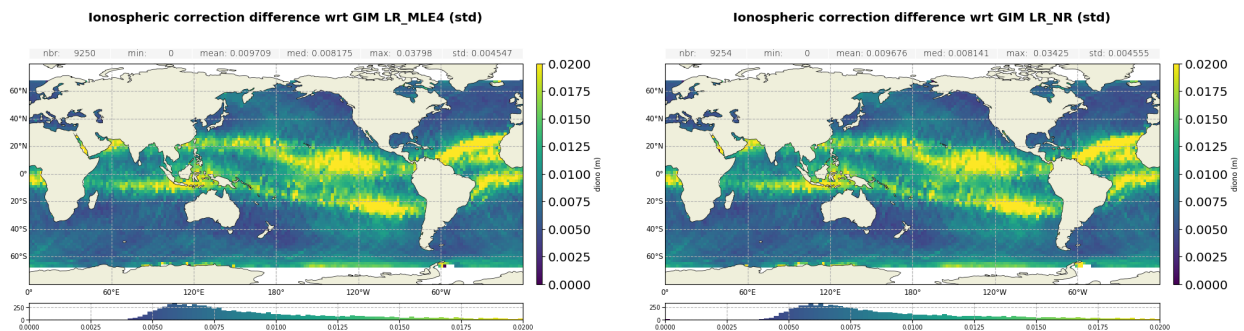 Ionospheric correction difference wrt GIM LR_MLE4 (std)
nbr: 9250 min: 0 mean: 0.009709 med: 0.008175 max: 0.03798 std: 0.004547
60°N
40°N
20°N
0°
20°S
40°S
60°S
0° 60°E 120°E 180° 120°W 60°W
0.0200
0.0175
0.0150
0.0125
0.0100
0.0075
0.0050
0.0025
0.0000
diono (m)
250
0
0.0000 0.0025 0.0050 0.0075 0.0100 0.0125 0.0150 0.0175 0.0200
Ionospheric correction difference wrt GIM LR_NR (std)
nbr: 9254 min: 0 mean: 0.009676 med: 0.008141 max: 0.03425 std: 0.004555
60°N
40°N
20°N
0°
20°S
40°S
60°S
0° 60°E 120°E 180° 120°W 60°W
0.0200
0.0175
0.0150
0.0125
0.0100
0.0075
0.0050
0.0025
0.0000
diono (m)
250
0
0.0000 0.0025 0.0050 0.0075 0.0100 0.0125 0.0150 0.0175 0.0200